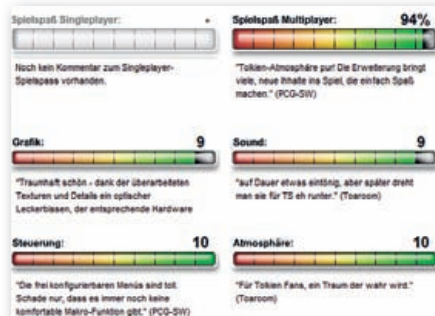 Spielspaß Singleplayer: -
Noch kein Kommentar zum Singleplayer-
Spielspass vorhanden.
Spielspaß Multiplayer: 94%
"Tolkien-Atmosphäre pur! Die Erweiterung bringt
viele, neue Inhalte ins Spiel, die einfach Spaß
machen." (PCG-SW)
Grafik: 9
"Traumhaft schön - dank der überarbeiteten
Texturen und Details ein optischer
Leckerbissen, der entsprechende Hardware
Sound: 9
"auf Dauer etwas eintönig, aber später dreht
man sie für TS eh runter." (Toaroom)
Steuerung: 10
"Die frei konfigurierbaren Menüs sind toll.
Schade nur, dass es immer noch keine
komfortable Makro-Funktion gibt." (PCG-SW)
Atmosphäre: 10
"Für Tolkien Fans, ein Traum der wahr wird."
(Toaroom)